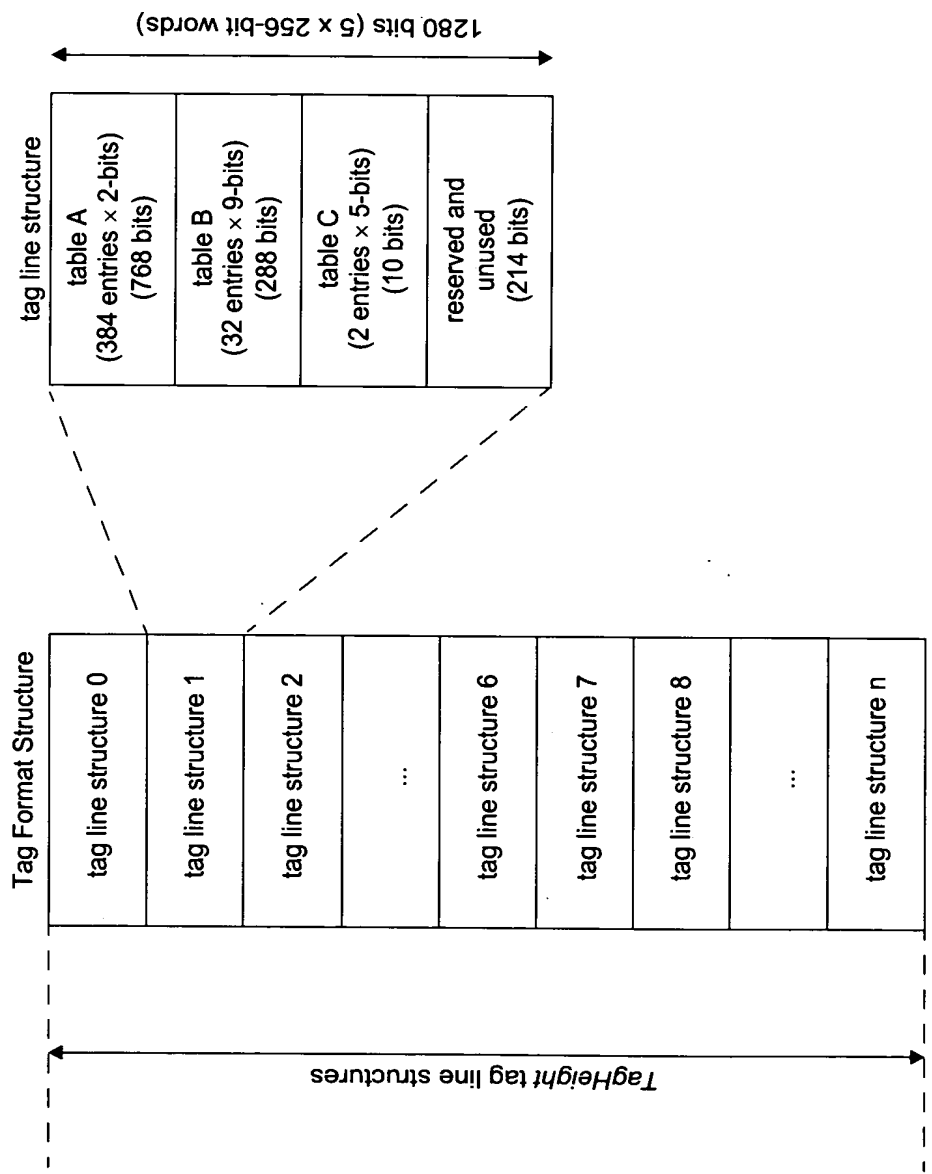 Tag Format Structure
tag line structure 0
tag line structure 1
tag line structure 2
...
tag line structure 6
tag line structure 7
tag line structure 8
...
tag line structure n
TagHeight tag line structures
tag line structure
table A
(384 entries × 2-bits)
(768 bits)
table B
(32 entries × 9-bits)
(288 bits)
table C
(2 entries × 5-bits)
(10 bits)
reserved and
unused
(214 bits)
1280 bits (5 x 256-bit words)